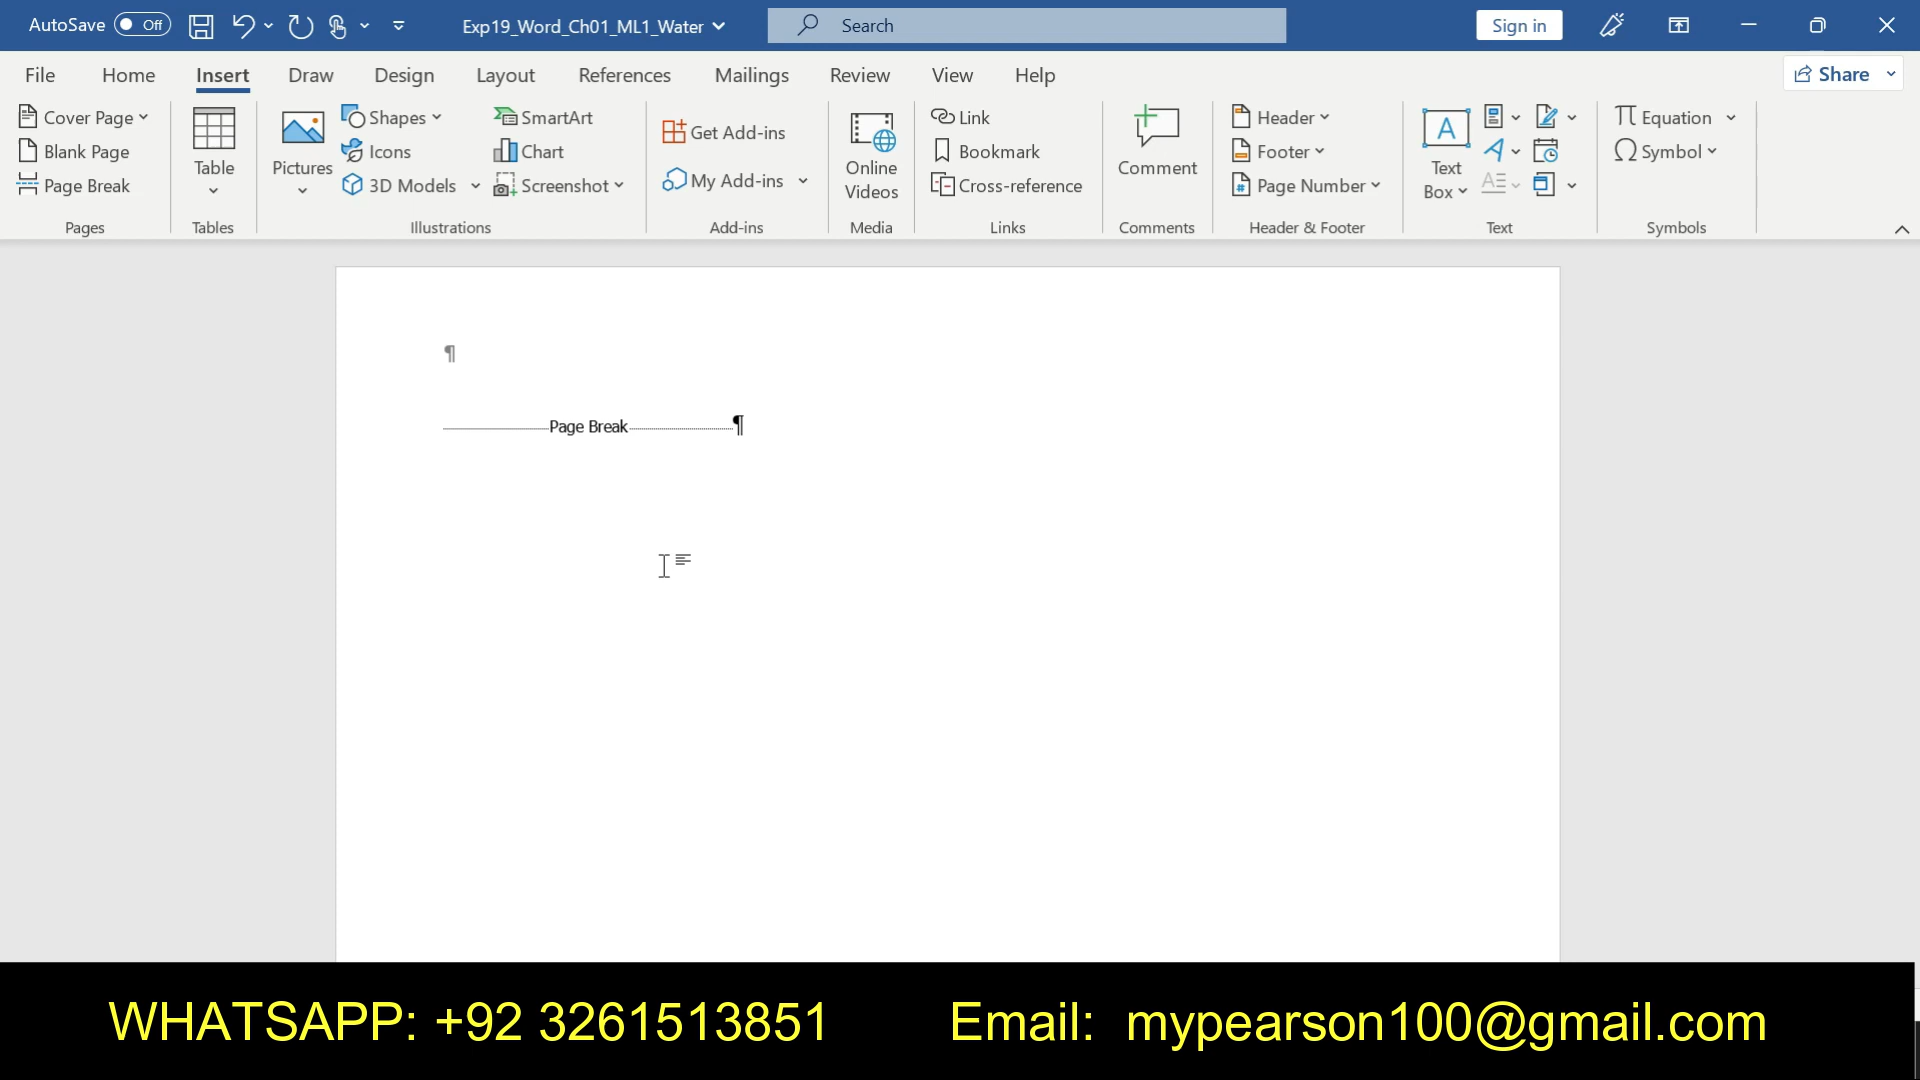 AutoSave Off Exp19_Word_Ch01_ML1_Water Search Sign in
File Home Insert Draw Design Layout References Mailings Review View Help Share
Cover Page
Blank Page
Page Break
Pages
Table
Tables
Pictures
Shapes
Icons
3D Models
SmartArt
Chart
Screenshot
Illustrations
Get Add-ins
My Add-ins
Add-ins
Online
Videos
Media
Link
Bookmark
Cross-reference
Links
Comment
Comments
Header
Footer
Page Number
Header & Footer
Text
Box
Text
Equation
Symbol
Symbols
¶
Page Break ¶
WHATSAPP: +92 3261513851 Email: mypearson100@gmail.com